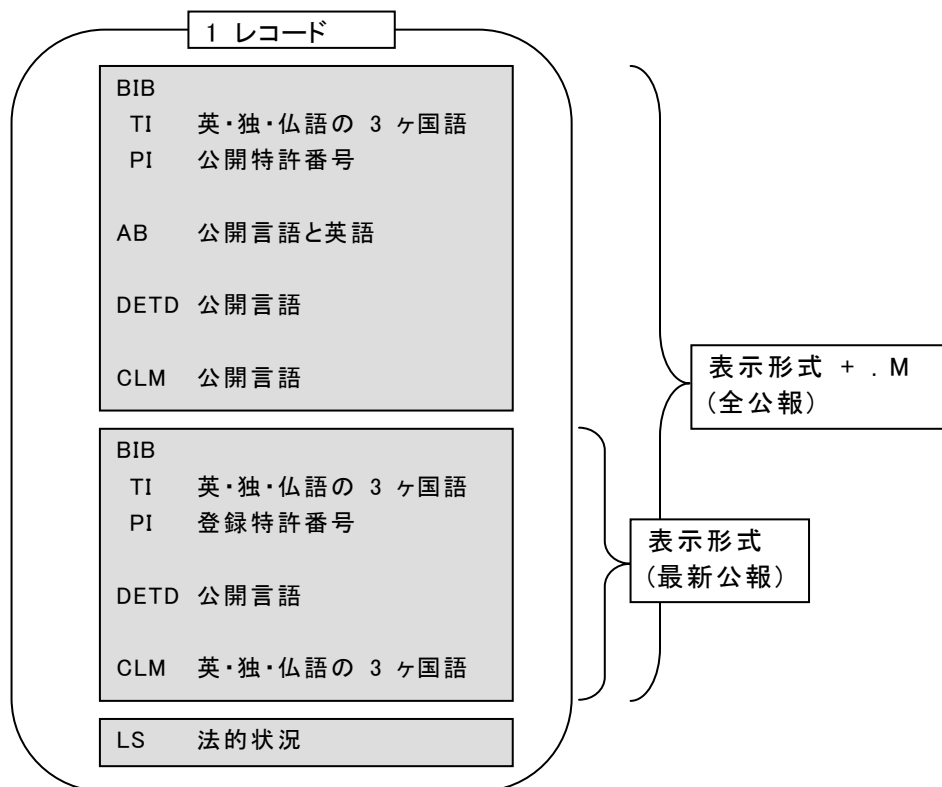 1 レコード
BIB
TI 英・独・仏語の 3 ヶ国語
PI 公開特許番号
AB 公開言語と英語
DETD 公開言語
CLM 公開言語
表示形式 + . M
(全公報)
BIB
TI 英・独・仏語の 3 ヶ国語
PI 登録特許番号
DETD 公開言語
CLM 英・独・仏語の 3 ヶ国語
表示形式
(最新公報)
LS 法的状況